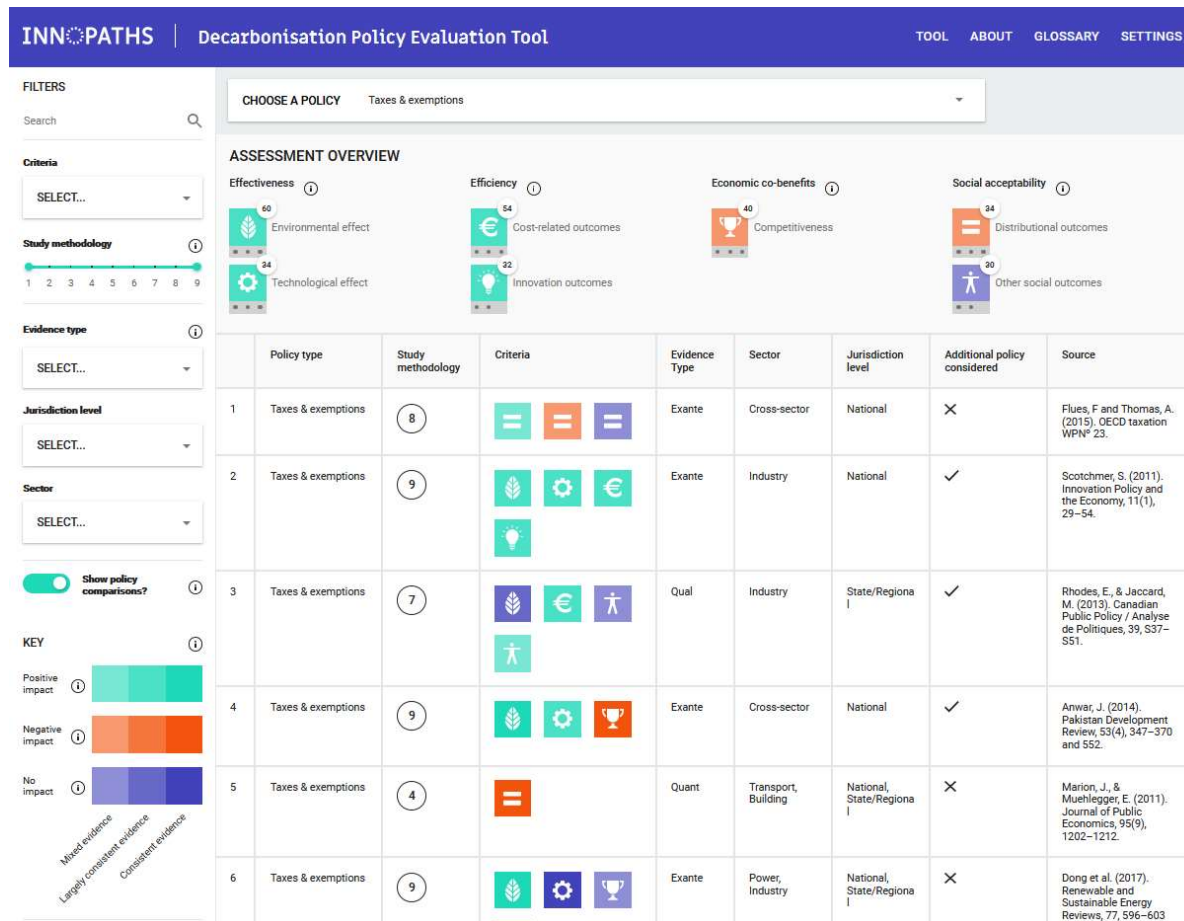 INNOPATHS | Decarbonisation Policy Evaluation Tool
TOOL ABOUT GLOSSARY SETTINGS
FILTERS
Search
Criteria
SELECT...
Study methodology
1 2 3 4 5 6 7 8 9
Evidence type
SELECT...
Jurisdiction level
SELECT...
Sector
SELECT...
Show policy
comparisons?
KEY
Positive
impact
Negative
impact
No
impact
Mixed evidence
Largely consistent evidence
Consistent evidence
CHOOSE A POLICY Taxes & exemptions
ASSESSMENT OVERVIEW
Effectiveness
60
Environmental effect
34
Technological effect
Efficiency
54
Cost-related outcomes
32
Innovation outcomes
Economic co-benefits
40
Competitiveness
Social acceptability
34
Distributional outcomes
30
Other social outcomes
Policy type
Study
methodology
Criteria
Evidence
Type
Sector
Jurisdiction
level
Additional policy
considered
Source
1
Taxes & exemptions
8
Exante
Cross-sector
National
Flues, F and Thomas, A.
(2015). OECD taxation
WPNº 23.
2
Taxes & exemptions
9
Exante
Industry
National
Scotchmer, S. (2011).
Innovation Policy and
the Economy, 11(1),
29–54.
3
Taxes & exemptions
7
Qual
Industry
State/Regiona
l
Rhodes, E., & Jaccard,
M. (2013). Canadian
Public Policy / Analyse
de Politiques, 39, S37–
S51.
4
Taxes & exemptions
9
Exante
Cross-sector
National
Anwar, J. (2014).
Pakistan Development
Review, 53(4), 347–370
and 552.
5
Taxes & exemptions
4
Quant
Transport,
Building
National,
State/Regiona
l
Marion, J., &
Muehlegger, E. (2011).
Journal of Public
Economics, 95(9),
1202–1212.
6
Taxes & exemptions
9
Exante
Power,
Industry
National,
State/Regiona
l
Dong et al. (2017).
Renewable and
Sustainable Energy
Reviews, 77, 596–603